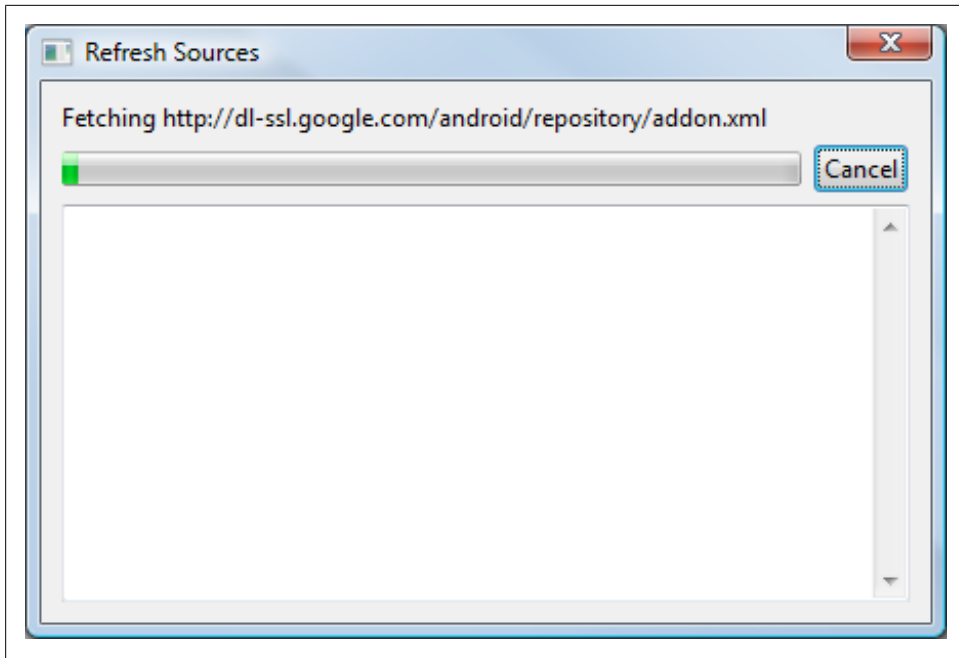 Refresh Sources
Fetching http://dl-ssl.google.com/android/repository/addon.xml
Cancel